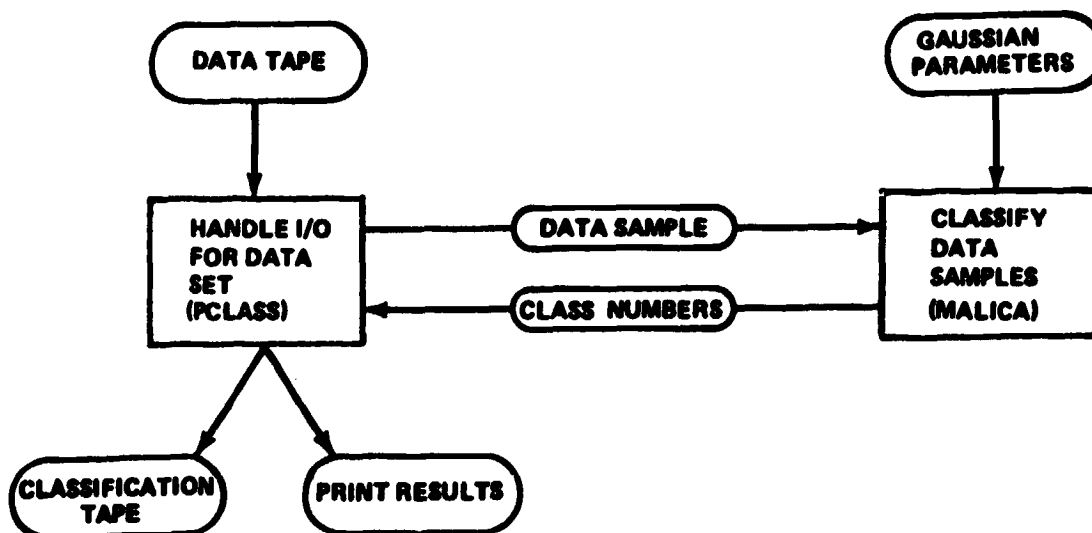 DATA TAPE
GAUSSIAN
PARAMETERS
HANDLE I/O
FOR DATA
SET
(PCLASS)
DATA SAMPLE
CLASS NUMBERS
CLASSIFY
DATA
SAMPLES
(MALICA)
CLASSIFICATION
TAPE
PRINT RESULTS